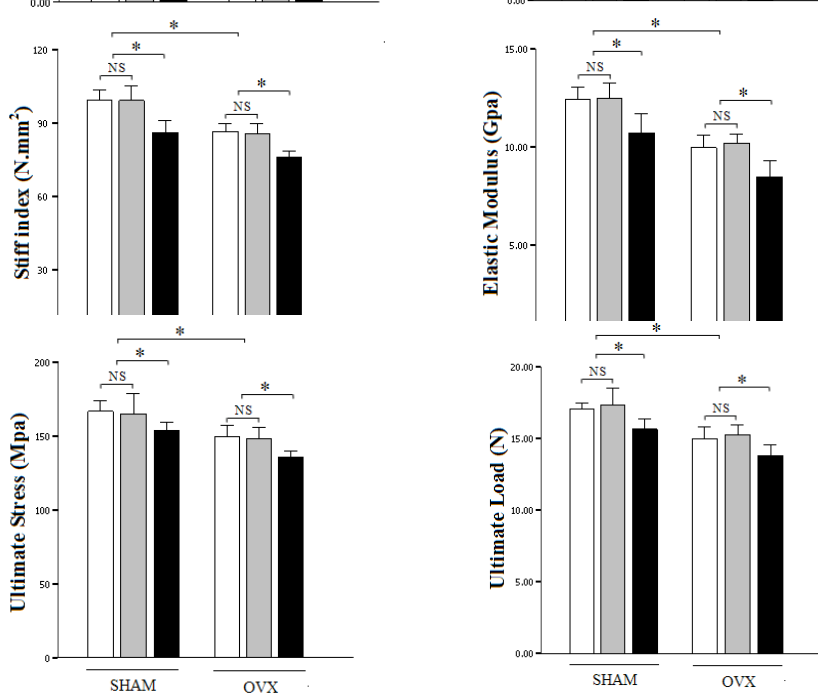 0.00
0.00
*
*
NS
*
NS
120
90
60
30
Stiff index (N.mm²)
*
*
NS
*
NS
15.00
10.00
5.00
Elastic Modulus (Gpa)
*
*
NS
*
NS
200
150
100
50
0
Ultimate Stress (Mpa)
SHAM
OVX
*
*
NS
*
NS
20.00
15.00
10.00
5.00
0.00
Ultimate Load (N)
SHAM
OVX